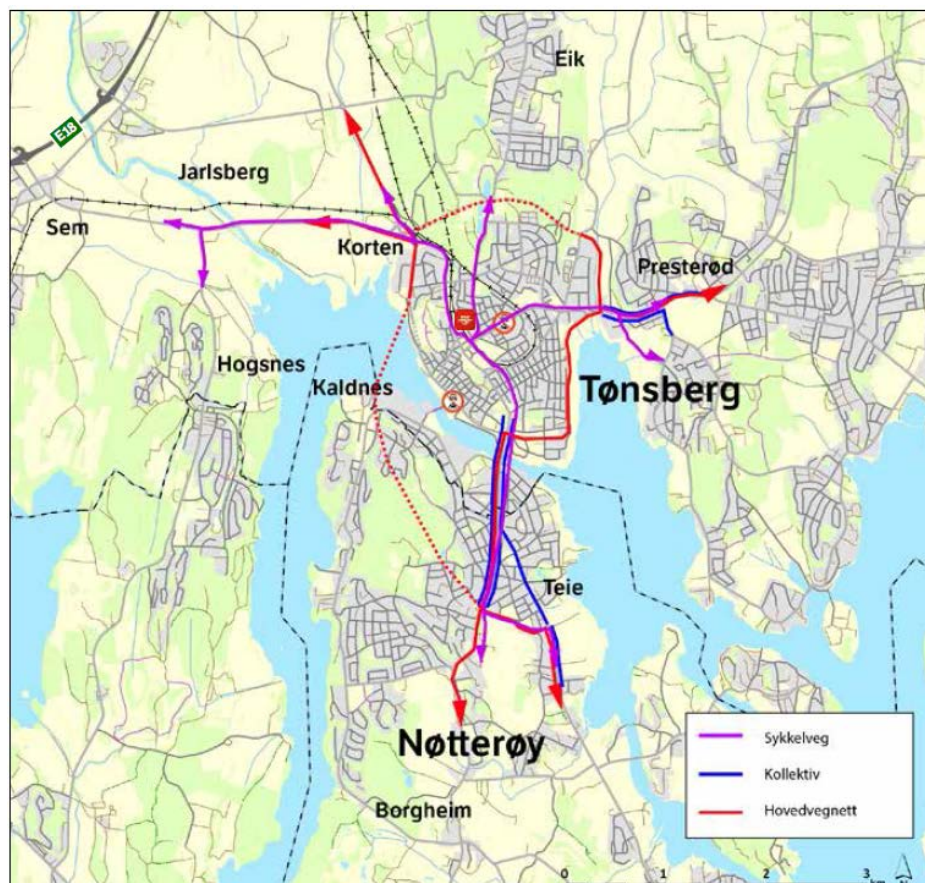 Eik
E18
Jarlsberg
Sem
Korten
Presterød
Hogsnes
Kaldnes
Tønsberg
Teie
Nøtterøy
Borgheim
Sykkelveg
Kollektiv
Hovedvegnett
0 1 2 3
km